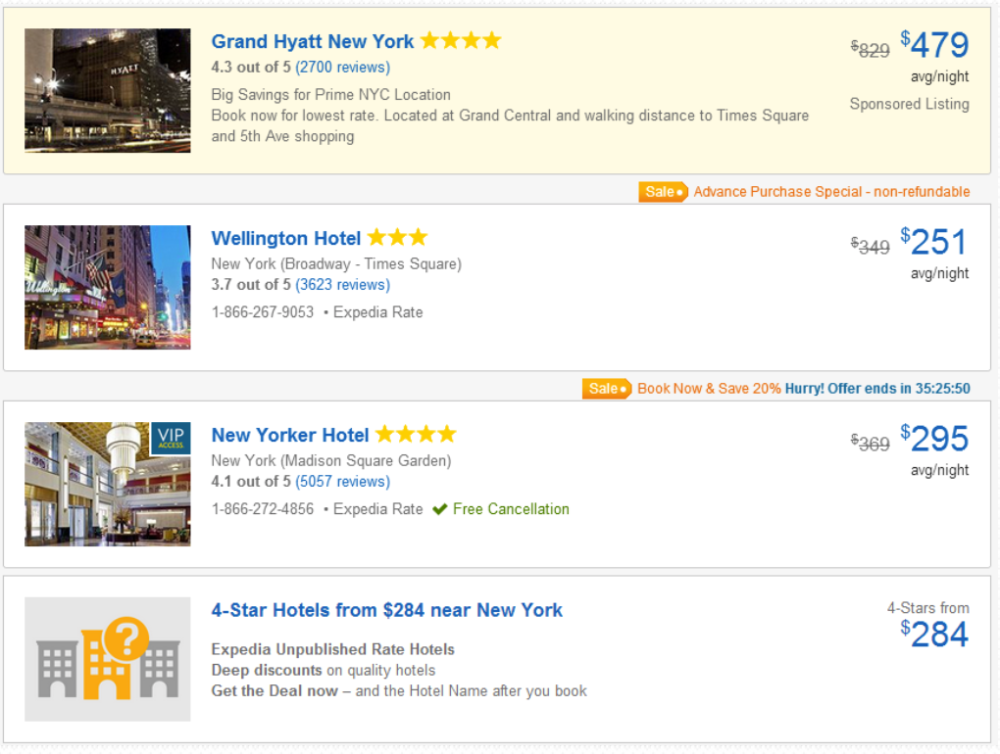 HYATT
Grand Hyatt New York
$829 $479
4.3 out of 5 (2700 reviews)
avg/night
Big Savings for Prime NYC Location
Sponsored Listing
Book now for lowest rate. Located at Grand Central and walking distance to Times Square
and 5th Ave shopping
Sale Advance Purchase Special - non-refundable
Wellington
Wellington Hotel
$349 $251
New York (Broadway - Times Square)
avg/night
3.7 out of 5 (3623 reviews)
1-866-267-9053 • Expedia Rate
Sale Book Now & Save 20% Hurry! Offer ends in 35:25:50
VIP
ACCESS
New Yorker Hotel
$369 $295
New York (Madison Square Garden)
avg/night
4.1 out of 5 (5057 reviews)
1-866-272-4856 • Expedia Rate Free Cancellation
?
4-Star Hotels from $284 near New York
4-Stars from
$284
Expedia Unpublished Rate Hotels
Deep discounts on quality hotels
Get the Deal now – and the Hotel Name after you book